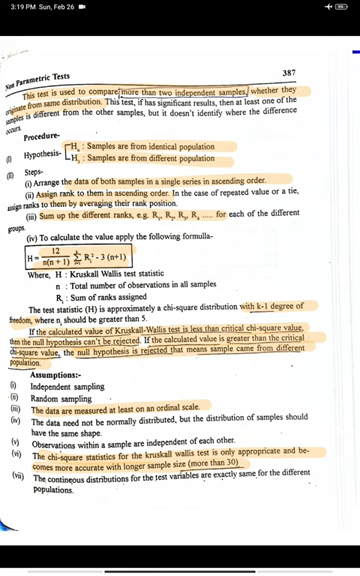 3:19 PM Sun, Feb 26
Non Parametric Tests
387
This test is used to compare more than two independent samples, whether they
originate from same distribution. This test, if has significant results, then at least one of the
samples is different from the other samples, but it doesn't identify where the difference
occurs.
Procedure-
(I) Hypothesis- H₀ : Samples are from identical population
H₁ : Samples are from different population
(II) Steps-
(i) Arrange the data of both samples in a single series in ascending order.
(ii) Assign rank to them in ascending order. In the case of repeated value or a tie,
assign ranks to them by averaging their rank position.
(iii) Sum up the different ranks, e.g. R₁, R₂, R₃, R₄ ..... for each of the different
groups.
(iv) To calculate the value apply the following formula-
H = 12 / n(n + 1) Σ Rᵢ² - 3 (n+1)
Where, H : Kruskall Wallis test statistic
n : Total number of observations in all samples
Rᵢ : Sum of ranks assigned
The test statistic (H) is approximately a chi-square distribution with k-1 degree of
freedom, where n should be greater than 5.
If the calculated value of Kruskall-Wallis test is less than critical chi-square value,
then the null hypothesis can't be rejected. If the calculated value is greater than the critical
chi-square value, the null hypothesis is rejected that means sample came from different
population.
Assumptions:-
(i) Independent sampling
(ii) Random sampling
(iii) The data are measured at least on an ordinal scale.
(iv) The data need not be normally distributed, but the distribution of samples should
have the same shape.
(v) Observations within a sample are independent of each other.
(vi) The chi-square statistics for the kruskall wallis test is only appropriate and be-
comes more accurate with longer sample size (more than 30)
(vii) The continuous distributions for the test variables are exactly same for the different
populations.